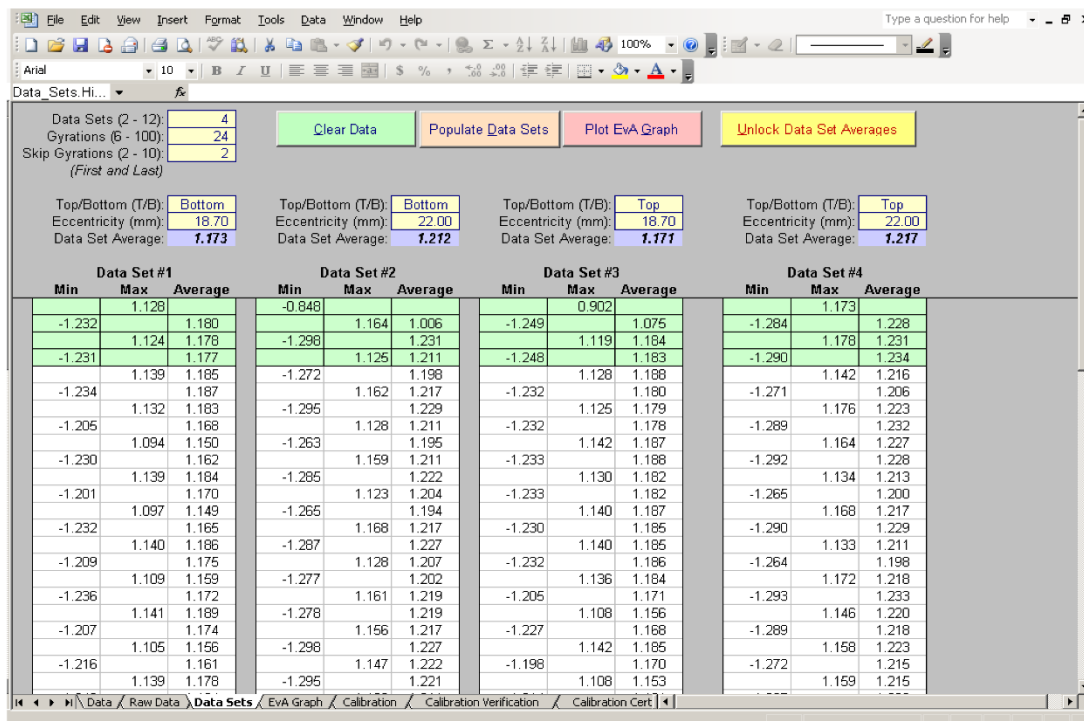 File Edit View Insert Format Tools Data Window Help Type a question for help
100%
Arial 10 B I U $ % ,
Data_Sets.Hi... fx
Data Sets (2 - 12): 4
Gyrations (6 - 100): 24
Skip Gyrations (2 - 10): 2
(First and Last)
Clear Data Populate Data Sets Plot EvA Graph Unlock Data Set Averages
Top/Bottom (T/B): Bottom Top/Bottom (T/B): Bottom Top/Bottom (T/B): Top Top/Bottom (T/B): Top
Eccentricity (mm): 18.70 Eccentricity (mm): 22.00 Eccentricity (mm): 18.70 Eccentricity (mm): 22.00
Data Set Average: 1.173 Data Set Average: 1.212 Data Set Average: 1.171 Data Set Average: 1.217
Data Set #1 Data Set #2 Data Set #3 Data Set #4
Min Max Average Min Max Average Min Max Average Min Max Average
1.128 -0.848 0.902 1.173
-1.232 1.180 1.164 1.006 -1.249 1.075 -1.284 1.228
1.124 1.178 -1.298 1.231 1.119 1.184 1.178 1.231
-1.231 1.177 1.125 1.211 -1.248 1.183 -1.290 1.234
1.139 1.185 -1.272 1.198 1.128 1.188 1.142 1.216
-1.234 1.187 1.162 1.217 -1.232 1.180 -1.271 1.206
1.132 1.183 -1.295 1.229 1.125 1.179 1.176 1.223
-1.205 1.168 1.128 1.211 -1.232 1.178 -1.289 1.232
1.094 1.150 -1.263 1.195 1.142 1.187 1.164 1.227
-1.230 1.162 1.159 1.211 -1.233 1.188 -1.292 1.228
1.139 1.184 -1.285 1.222 1.130 1.182 1.134 1.213
-1.201 1.170 1.123 1.204 -1.233 1.182 -1.265 1.200
1.097 1.149 -1.265 1.194 1.140 1.187 1.168 1.217
-1.232 1.165 1.168 1.217 -1.230 1.185 -1.290 1.229
1.140 1.186 -1.287 1.227 1.140 1.185 1.133 1.211
-1.209 1.175 1.128 1.207 -1.232 1.186 -1.264 1.198
1.109 1.159 -1.277 1.202 1.136 1.184 1.172 1.218
-1.236 1.172 1.161 1.219 -1.205 1.171 -1.293 1.233
1.141 1.189 -1.278 1.219 1.108 1.156 1.146 1.220
-1.207 1.174 1.156 1.217 -1.227 1.168 -1.289 1.218
1.105 1.156 -1.298 1.227 1.142 1.185 1.158 1.223
-1.216 1.161 1.147 1.222 -1.198 1.170 -1.272 1.215
1.139 1.178 -1.295 1.221 1.108 1.153 1.159 1.215
Data Raw Data Data Sets EvA Graph Calibration Calibration Verification Calibration Cert